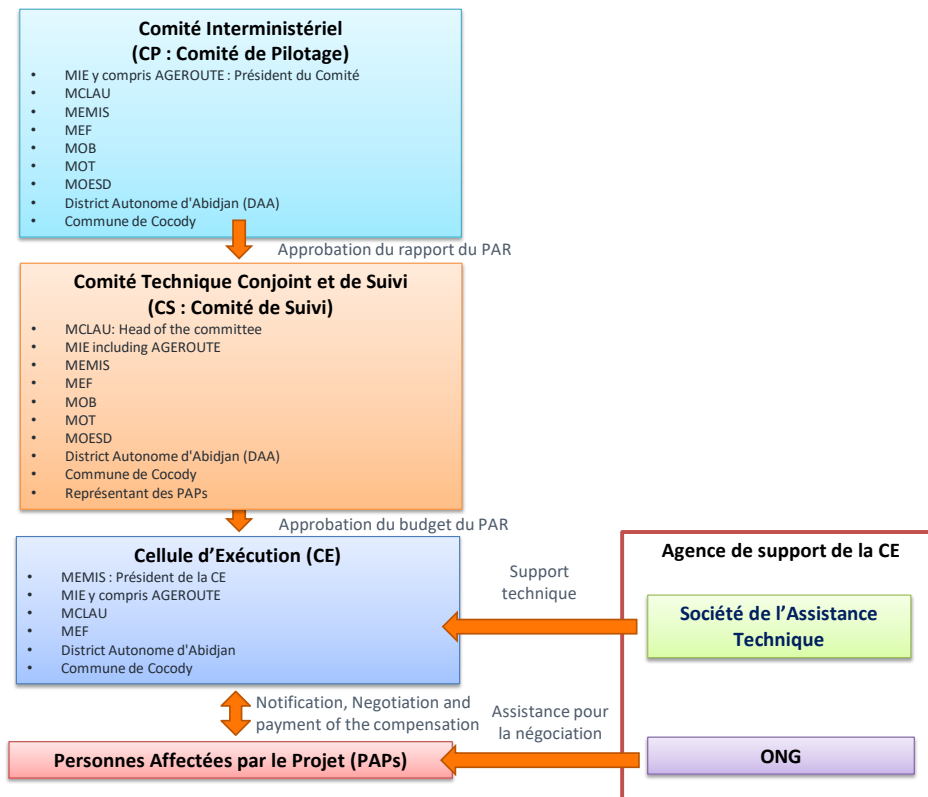 Comité Interministériel
(CP : Comité de Pilotage)
• MIE y compris AGEROUTE : Président du Comité
• MCLAU
• MEMIS
• MEF
• MOB
• MOT
• MOESD
• District Autonome d'Abidjan (DAA)
• Commune de Cocody
Approbation du rapport du PAR
Comité Technique Conjoint et de Suivi
(CS : Comité de Suivi)
• MCLAU: Head of the committee
• MIE including AGEROUTE
• MEMIS
• MEF
• MOB
• MOT
• MOESD
• District Autonome d'Abidjan (DAA)
• Commune de Cocody
• Représentant des PAPs
Approbation du budget du PAR
Cellule d’Exécution (CE)
• MEMIS : Président de la CE
• MIE y compris AGEROUTE
• MCLAU
• MEF
• District Autonome d'Abidjan
• Commune de Cocody
Support
technique
Agence de support de la CE
Société de l’Assistance
Technique
Notification, Negotiation and
payment of the compensation
Assistance pour
la négociation
Personnes Affectées par le Projet (PAPs)
ONG